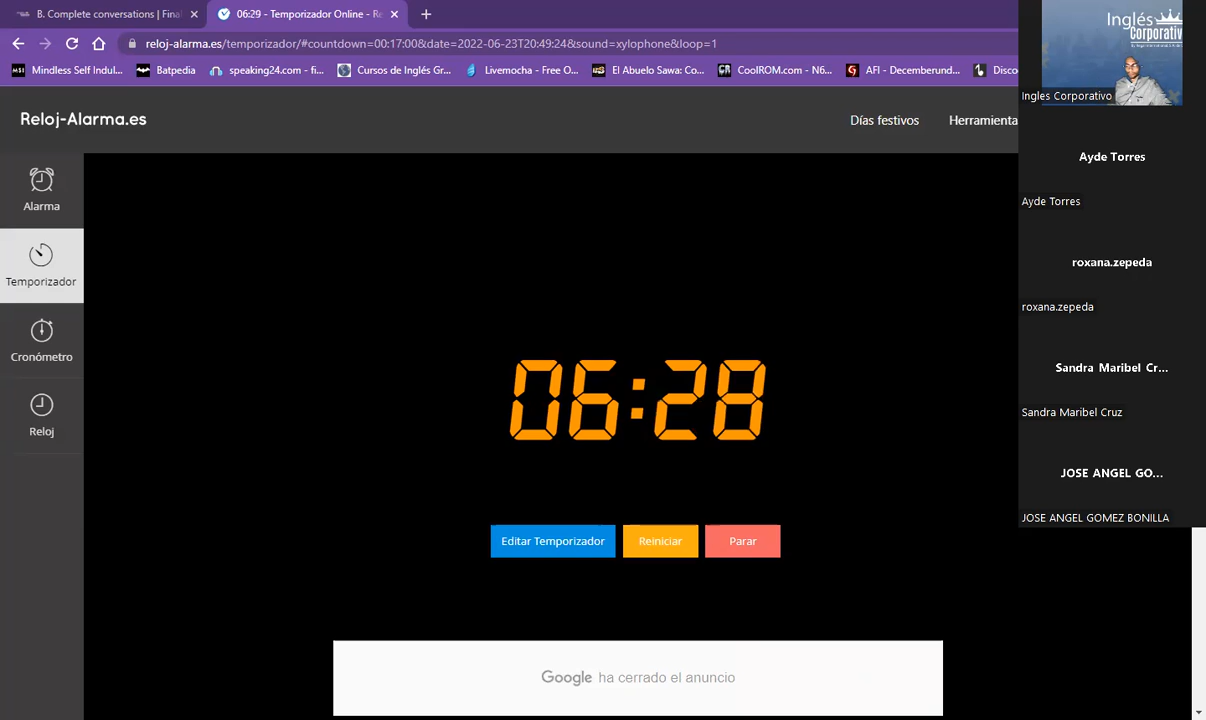 B. Complete conversations | Fina
06:29 - Temporizador Online - Re
reloj-alarma.es/temporizador/#countdown=00:17:00&date=2022-06-23T20:49:24&sound=xylophone&loop=1
Mindless Self Indul...
Batpedia
speaking24.com - fi...
Cursos de Inglés Gr...
Livemocha - Free O...
El Abuelo Sawa: Co...
CoolROM.com - N6...
AFI - Decemberund...
Disco
Reloj-Alarma.es
Días festivos
Herramienta
Alarma
Temporizador
Cronómetro
Reloj
06:28
Editar Temporizador
Reiniciar
Parar
Google ha cerrado el anuncio
Inglés
Corporativ
Ingles Corporativo
Ayde Torres
Ayde Torres
roxana.zepeda
roxana.zepeda
Sandra Maribel Cr...
Sandra Maribel Cruz
JOSE ANGEL GO...
JOSE ANGEL GOMEZ BONILLA